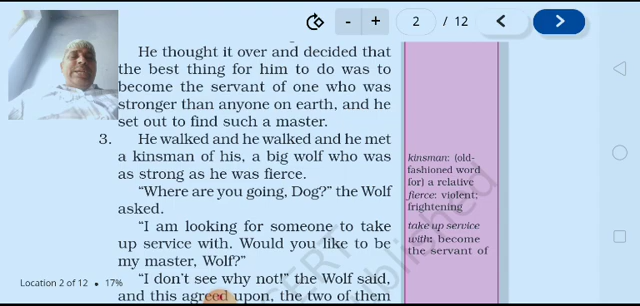 - + 2 / 12 < >
He thought it over and decided that
the best thing for him to do was to
become the servant of one who was
stronger than anyone on earth, and he
set out to find such a master.
3. He walked and he walked and he met
a kinsman of his, a big wolf who was
as strong as he was fierce.
“Where are you going, Dog?” the Wolf
asked.
“I am looking for someone to take
up service with. Would you like to be
my master, Wolf?”
“I don’t see why not!” the Wolf said,
and this agreed upon, the two of them
kinsman: (old-
fashioned word
for) a relative
fierce: violent;
frightening
take up service
with: become
the servant of
Location 2 of 12 • 17%